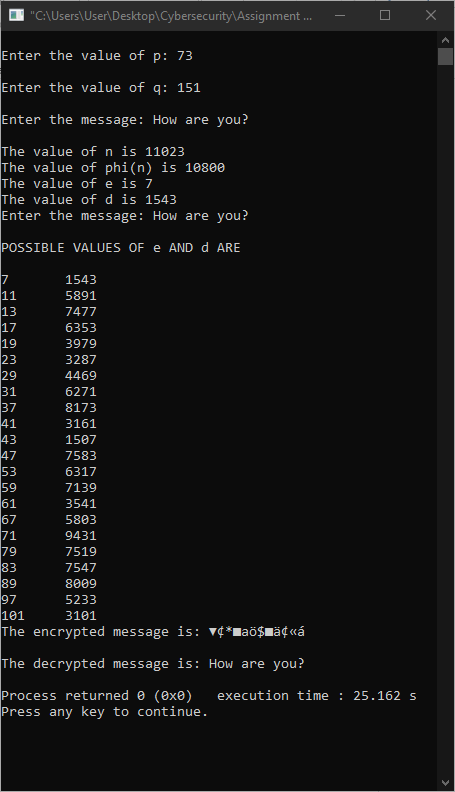 "C:\Users\User\Desktop\Cybersecurity\Assignment ...
Enter the value of p: 73
Enter the value of q: 151
Enter the message: How are you?
The value of n is 11023
The value of phi(n) is 10800
The value of e is 7
The value of d is 1543
Enter the message: How are you?
POSSIBLE VALUES OF e AND d ARE
7 1543
11 5891
13 7477
17 6353
19 3979
23 3287
29 4469
31 6271
37 8173
41 3161
43 1507
47 7583
53 6317
59 7139
61 3541
67 5803
71 9431
79 7519
83 7547
89 8009
97 5233
101 3101
The encrypted message is: ▼¢*■aö$■ä¢«á
The decrypted message is: How are you?
Process returned 0 (0x0) execution time : 25.162 s
Press any key to continue.